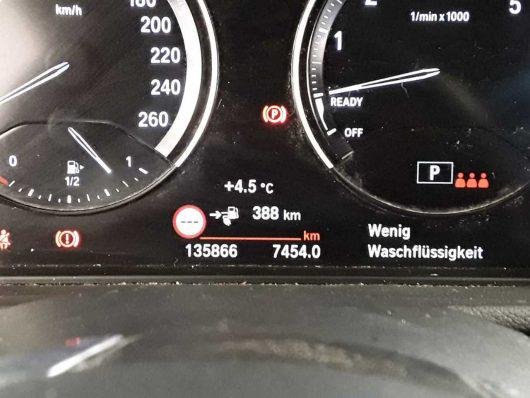 km/h
180
200
220
240
260
2
1/min x 1000
5
1
READY
OFF
P
P
0
1/2
1
+4.5 °C
--- 388 km
km
135866 7454.0
Wenig
Waschflüssigkeit